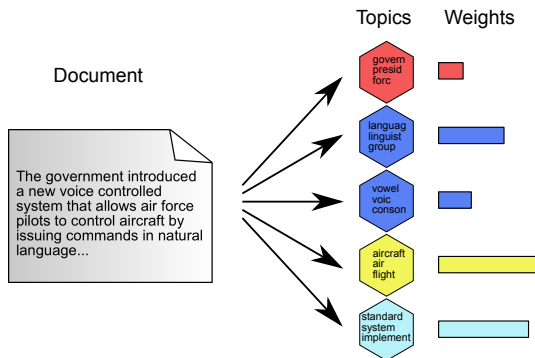 Topics
Weights
Document
The government introduced
a new voice controlled
system that allows air force
pilots to control aircraft by
issuing commands in natural
language...
govern
presid
forc
languag
linguist
group
vowel
voic
conson
aircraft
air
flight
standard
system
implement